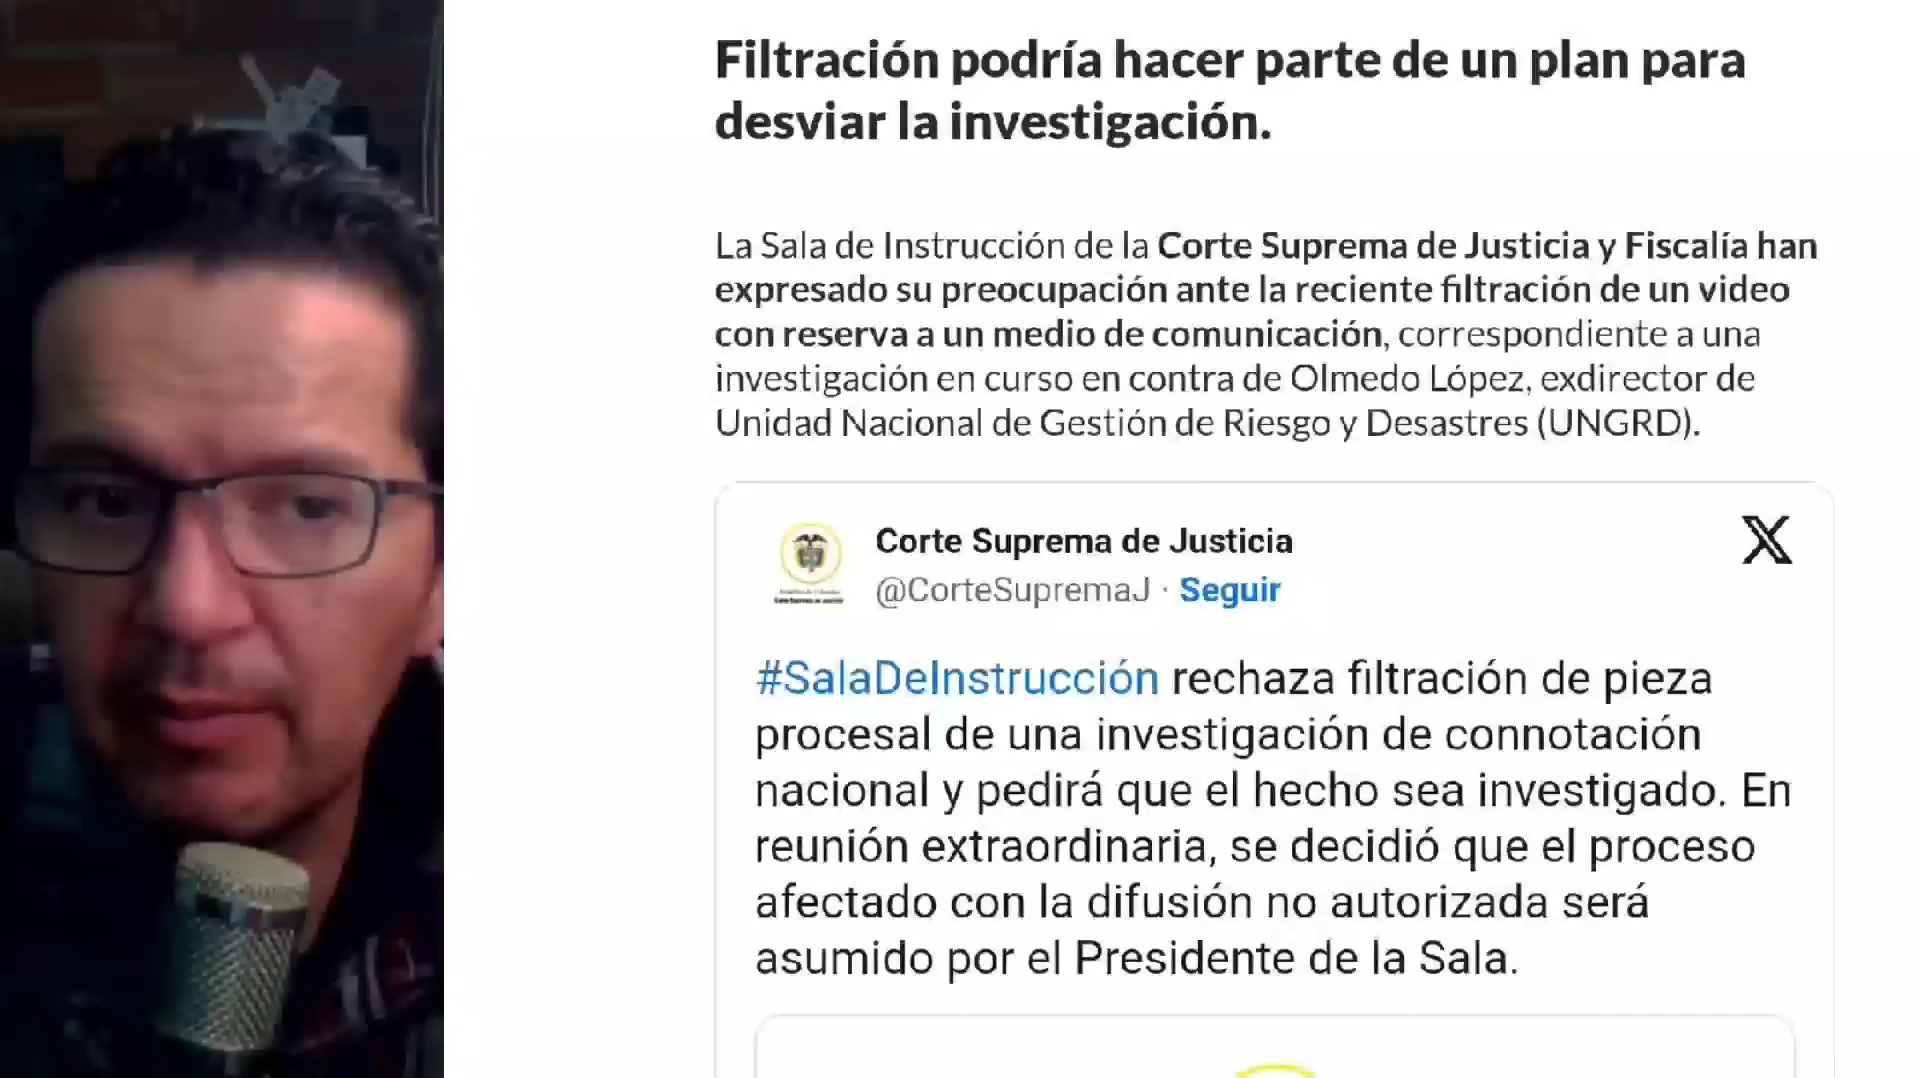 Filtración podría hacer parte de un plan para
desviar la investigación.
La Sala de Instrucción de la Corte Suprema de Justicia y Fiscalía han
expresado su preocupación ante la reciente filtración de un video
con reserva a un medio de comunicación, correspondiente a una
investigación en curso en contra de Olmedo López, exdirector de
Unidad Nacional de Gestión de Riesgo y Desastres (UNGRD).
Corte Suprema de Justicia
@CorteSupremaJ · Seguir
#SalaDeInstrucción rechaza filtración de pieza
procesal de una investigación de connotación
nacional y pedirá que el hecho sea investigado. En
reunión extraordinaria, se decidió que el proceso
afectado con la difusión no autorizada será
asumido por el Presidente de la Sala.